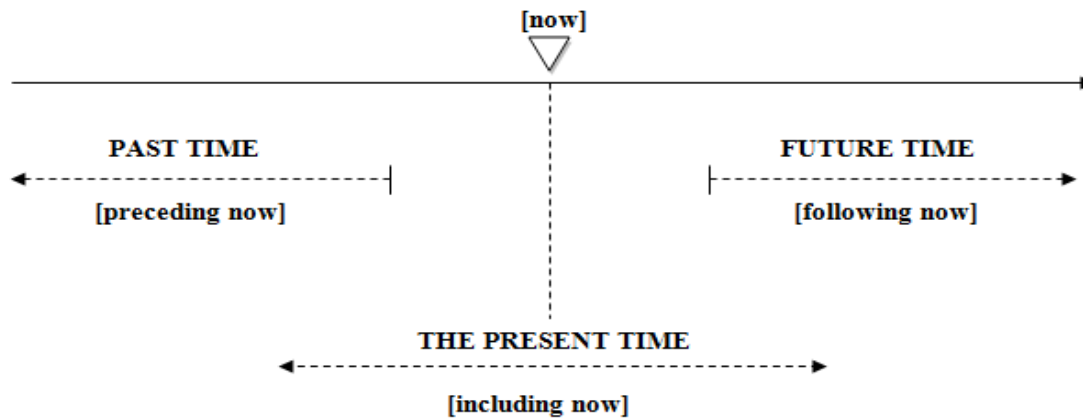 [now]
PAST TIME
FUTURE TIME
[preceding now]
[following now]
THE PRESENT TIME
[including now]